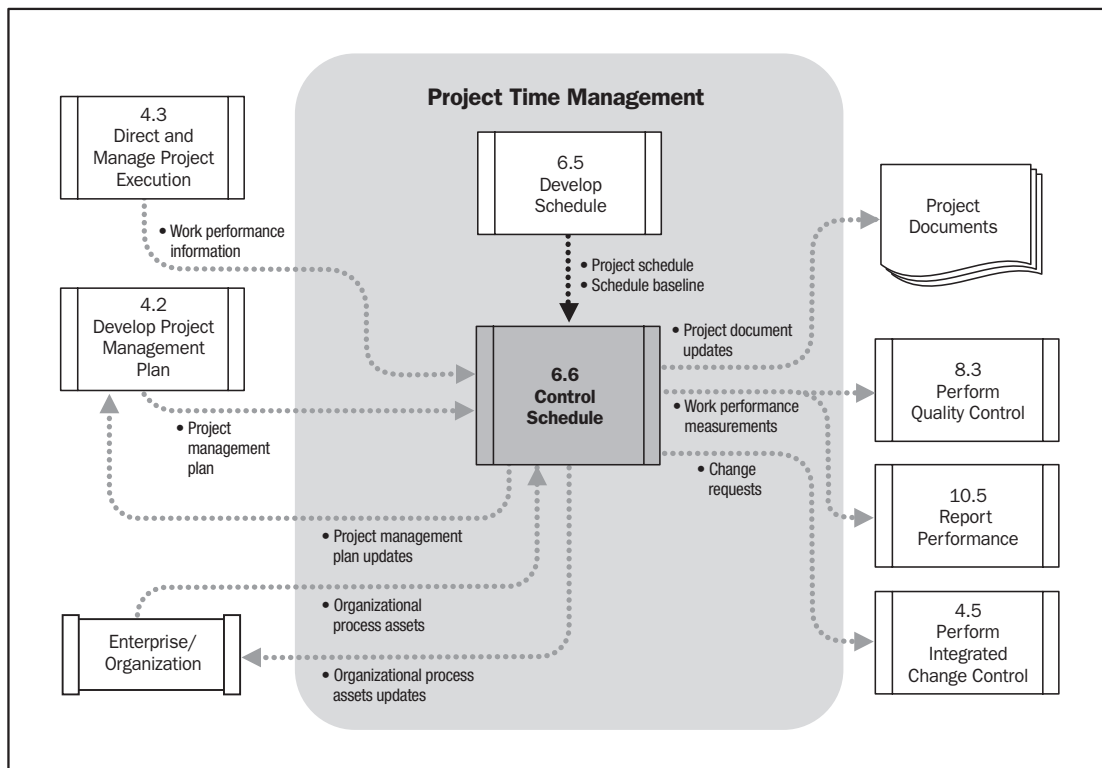 Project Time Management
4.3
Direct and
Manage Project
Execution
• Work performance
information
6.5
Develop
Schedule
• Project schedule
• Schedule baseline
Project
Documents
4.2
Develop Project
Management
Plan
• Project
management
plan
6.6
Control
Schedule
• Project document
updates
• Work performance
measurements
• Change
requests
8.3
Perform
Quality Control
10.5
Report
Performance
4.5
Perform
Integrated
Change Control
• Project management
plan updates
• Organizational
process assets
• Organizational process
assets updates
Enterprise/
Organization